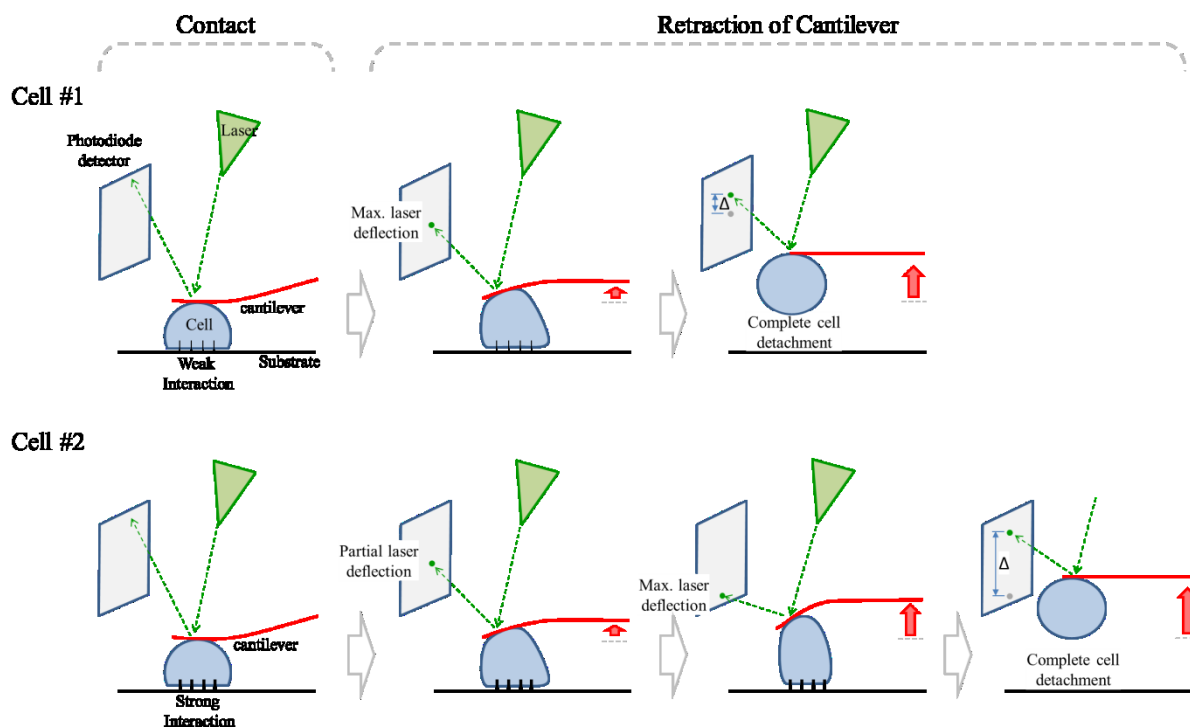 Contact
Retraction of Cantilever
Cell #1
Photodiode
detector
Laser
cantilever
Cell
Weak
Interaction
Substrate
Max. laser
deflection
Δ
Complete cell
detachment
Cell #2
cantilever
Strong
Interaction
Partial laser
deflection
Max. laser
deflection
Δ
Complete cell
detachment